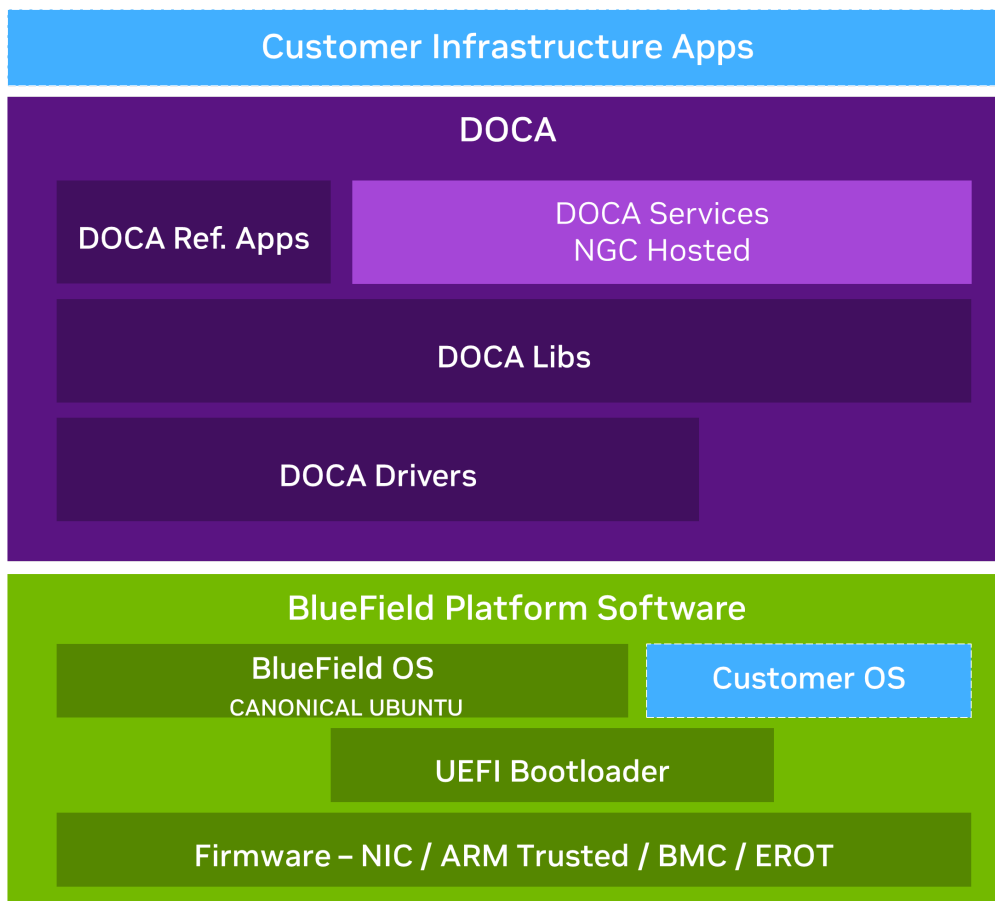 Customer Infrastructure Apps
DOCA
DOCA Ref. Apps
DOCA Services
NGC Hosted
DOCA Libs
DOCA Drivers
BlueField Platform Software
BlueField OS
CANONICAL UBUNTU
Customer OS
UEFI Bootloader
Firmware – NIC / ARM Trusted / BMC / EROT